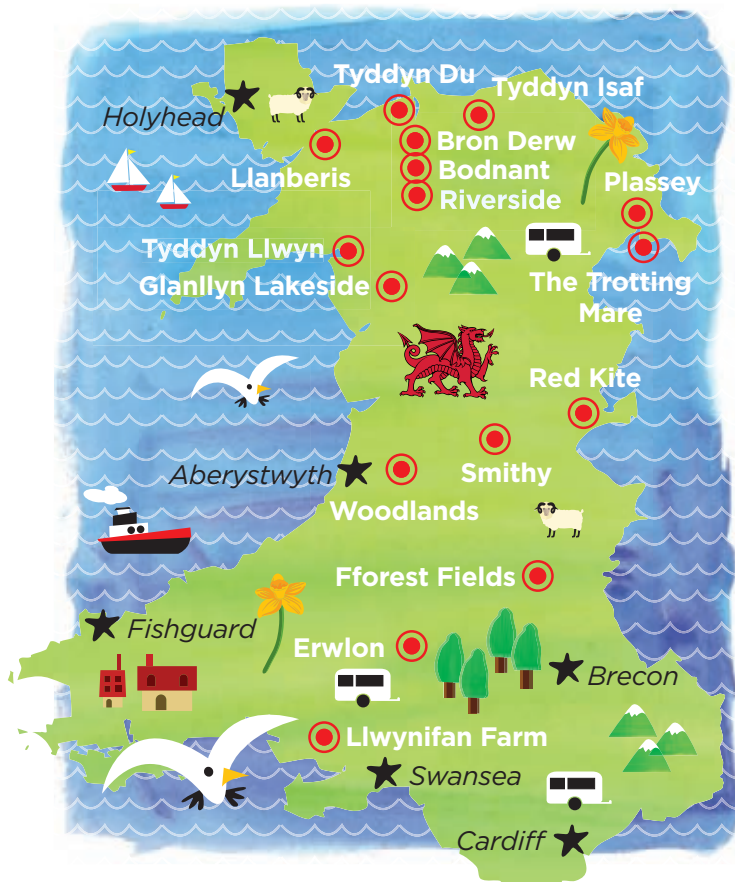 Tyddyn Du
Tyddyn Isaf
Holyhead
Bron Derw
Llanberis
Bodnant
Plassey
Riverside
Tyddyn Llwyn
Glanllyn Lakeside
The Trotting
Mare
Red Kite
Aberystwyth
Smithy
Woodlands
Fforest Fields
Fishguard
Erwlon
Brecon
Llwynifan Farm
Swansea
Cardiff